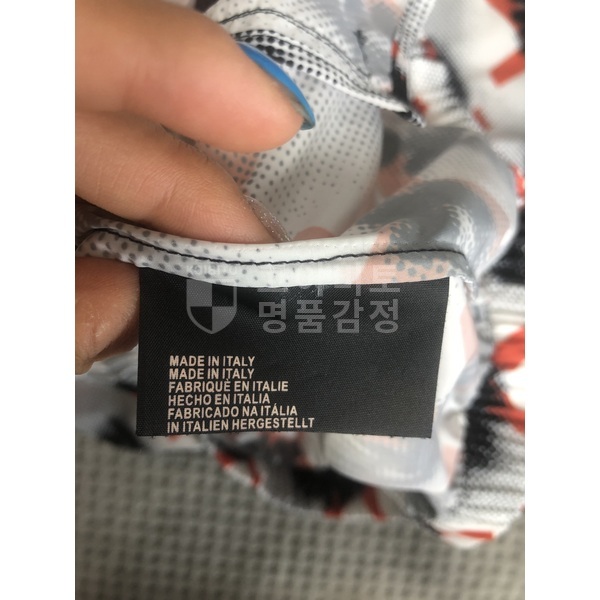 명품감정
MADE IN ITALY
MADE IN ITALY
FABRIQUÉ EN ITALIE
HECHO EN ITALIA
FABRICADO NA ITÁLIA
IN ITALIEN HERGESTELLT